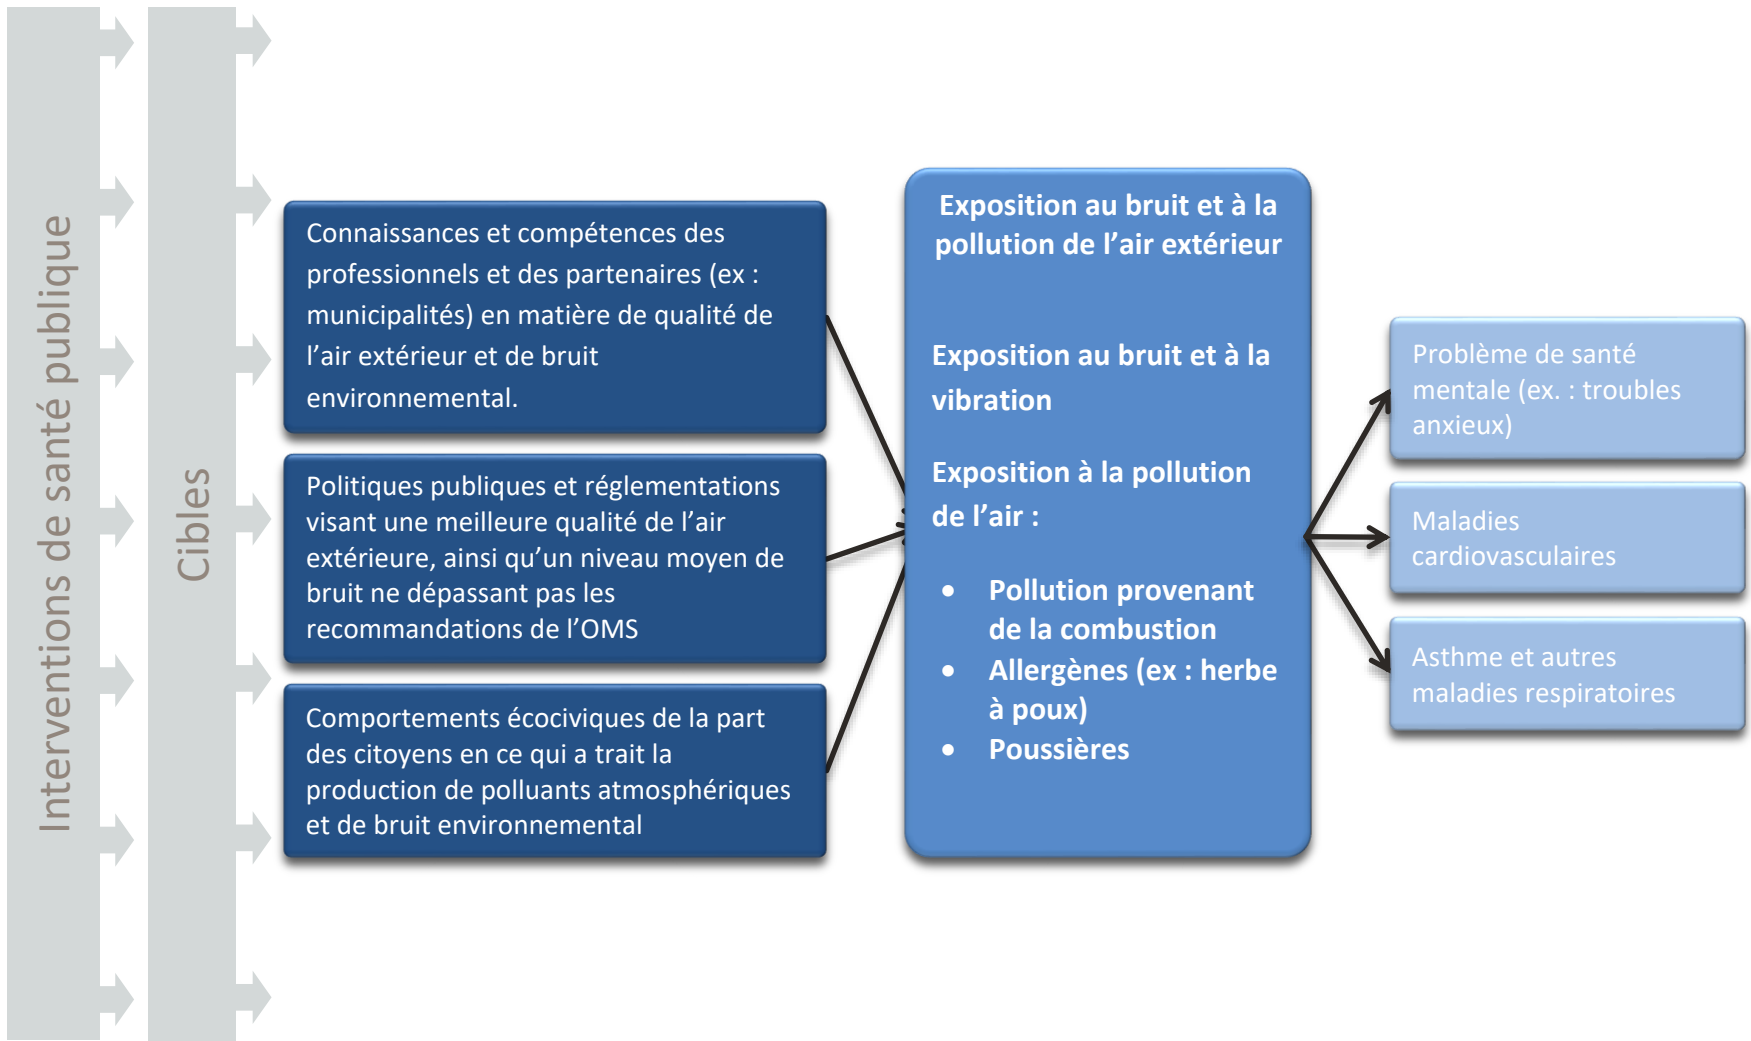 Interventions de santé publique
Cibles
Connaissances et compétences des
professionnels et des partenaires (ex :
municipalités) en matière de qualité de
l’air extérieur et de bruit
environnemental.
Politiques publiques et réglementations
visant une meilleure qualité de l’air
extérieure, ainsi qu’un niveau moyen de
bruit ne dépassant pas les
recommandations de l’OMS
Comportements écociviques de la part
des citoyens en ce qui a trait la
production de polluants atmosphériques
et de bruit environnemental
Exposition au bruit et à la
pollution de l’air extérieur
Exposition au bruit et à la
vibration
Exposition à la pollution
de l’air :
• Pollution provenant
de la combustion
• Allergènes (ex : herbe
à poux)
• Poussières
Problème de santé
mentale (ex. : troubles
anxieux)
Maladies
cardiovasculaires
Asthme et autres
maladies respiratoires